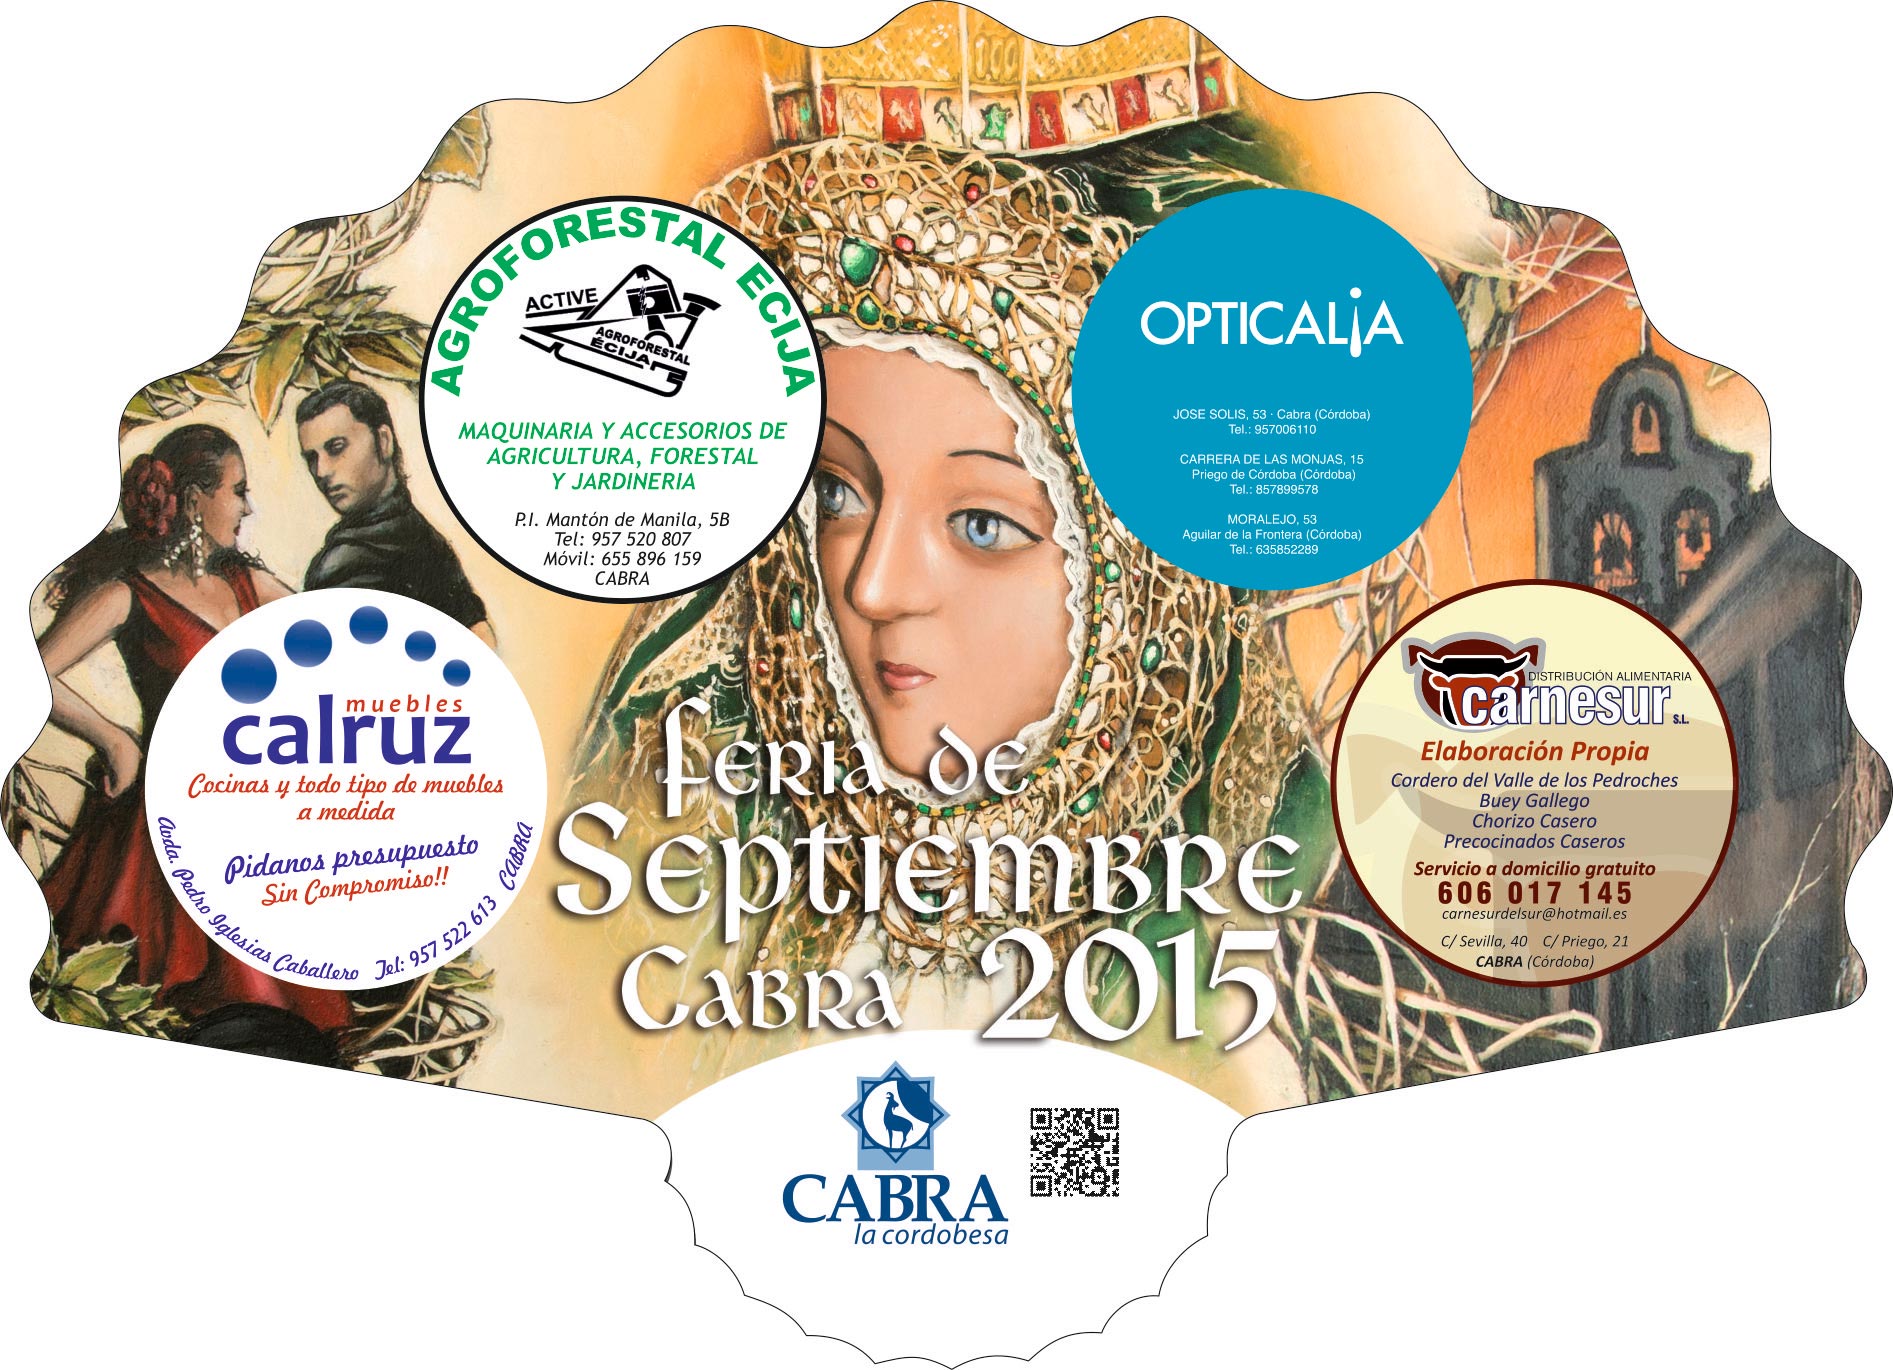 AGROFORESTAL ECIJA
ACTIVE
AGROFORESTAL
ÉCIJA
MAQUINARIA Y ACCESORIOS DE
AGRICULTURA, FORESTAL
Y JARDINERIA
P.I. Mantón de Manila, 5B
Tel: 957 520 807
Móvil: 655 896 159
CABRA
OPTICALiA
JOSE SOLIS, 53 · Cabra (Córdoba)
Tel.: 957006110
CARRERA DE LAS MONJAS, 15
Priego de Córdoba (Córdoba)
Tel.: 857899578
MORALEJO, 53
Aguilar de la Frontera (Córdoba)
Tel.: 635852289
muebles
calruz
Cocinas y todo tipo de muebles
a medida
Pidanos presupuesto
Sin Compromiso!!
Avda. Pedro Iglesias Caballero Tel: 957 522 613 CABRA
DISTRIBUCIÓN ALIMENTARIA
carnesur S.L.
Elaboración Propia
Cordero del Valle de los Pedroches
Buey Gallego
Chorizo Casero
Precocinados Caseros
Servicio a domicilio gratuito
606 017 145
carnesurdelsur@hotmail.es
C/ Sevilla, 40 C/ Priego, 21
CABRA (Córdoba)
Feria de
Septiembre
Cabra 2015
CABRA
la cordobesa